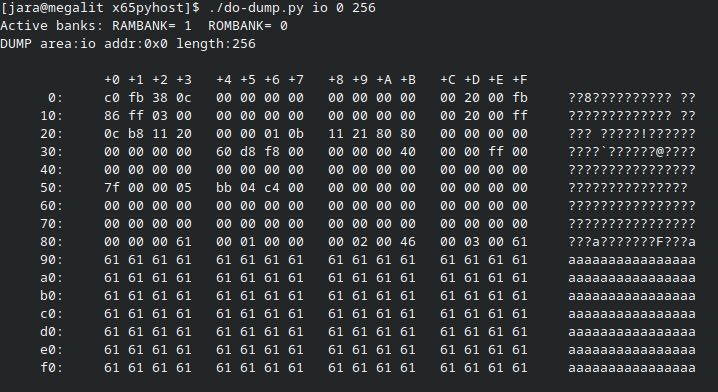 [jara@megalit x65pyhost]$ ./do-dump.py io 0 256
Active banks: RAMBANK= 1  ROMBANK= 0
DUMP area:io addr:0x0 length:256

             +0 +1 +2 +3   +4 +5 +6 +7   +8 +9 +A +B   +C +D +E +F
      0:     c0 fb 38 0c   00 00 00 00   00 00 00 00   00 20 00 fb     ??8?????????? ??
     10:     86 ff 03 00   00 00 00 00   00 00 00 00   00 20 00 ff     ????????????? ??
     20:     0c b8 11 20   00 00 01 0b   11 21 80 80   00 00 00 00     ??? ?????!??????
     30:     00 00 00 00   60 d8 f8 00   00 00 00 40   00 00 ff 00     ????`??????@????
     40:     00 00 00 00   00 00 00 00   00 00 00 00   00 00 00 00     ????????????????
     50:     7f 00 00 05   bb 04 c4 00   00 00 00 00   00 00 00 00     ???????????????
     60:     00 00 00 00   00 00 00 00   00 00 00 00   00 00 00 00     ????????????????
     70:     00 00 00 00   00 00 00 00   00 00 00 00   00 00 00 00     ????????????????
     80:     00 00 00 61   00 01 00 00   00 02 00 46   00 03 00 61     ???a???????F???a
     90:     61 61 61 61   61 61 61 61   61 61 61 61   61 61 61 61     aaaaaaaaaaaaaaaa
     a0:     61 61 61 61   61 61 61 61   61 61 61 61   61 61 61 61     aaaaaaaaaaaaaaaa
     b0:     61 61 61 61   61 61 61 61   61 61 61 61   61 61 61 61     aaaaaaaaaaaaaaaa
     c0:     61 61 61 61   61 61 61 61   61 61 61 61   61 61 61 61     aaaaaaaaaaaaaaaa
     d0:     61 61 61 61   61 61 61 61   61 61 61 61   61 61 61 61     aaaaaaaaaaaaaaaa
     e0:     61 61 61 61   61 61 61 61   61 61 61 61   61 61 61 61     aaaaaaaaaaaaaaaa
     f0:     61 61 61 61   61 61 61 61   61 61 61 61   61 61 61 61     aaaaaaaaaaaaaaaa